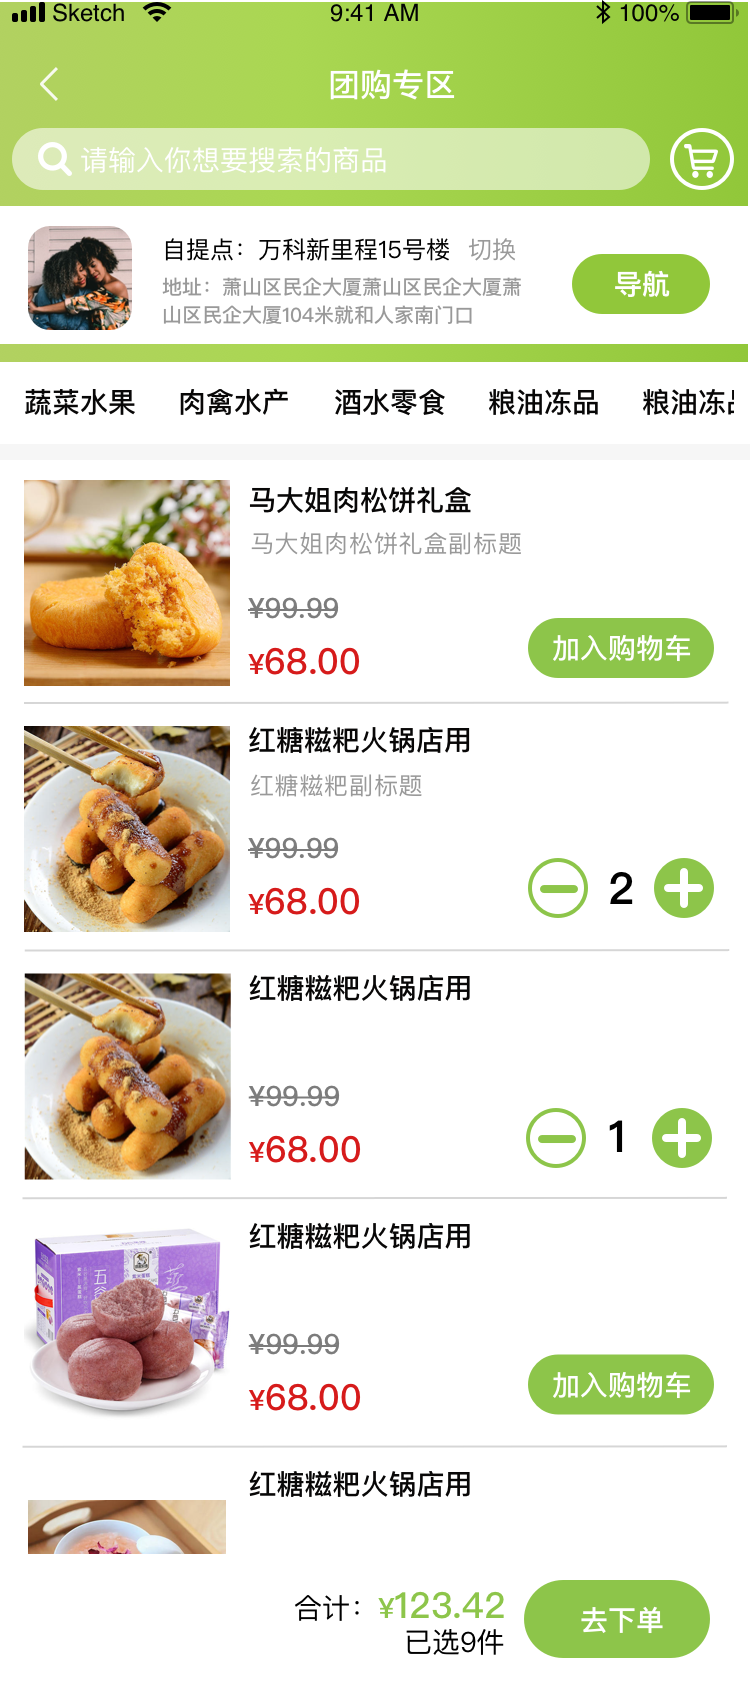 Sketch 9:41 AM 100%
团购专区
请输入你想要搜索的商品
自提点：万科新里程15号楼 切换
地址：萧山区民企大厦萧山区民企大厦萧
山区民企大厦104米就和人家南门口
导航
蔬菜水果 肉禽水产 酒水零食 粮油冻品 粮油冻
马大姐肉松饼礼盒
马大姐肉松饼礼盒副标题
¥99.99
¥68.00
加入购物车
红糖糍粑火锅店用
红糖糍粑副标题
¥99.99
¥68.00
2
红糖糍粑火锅店用
¥99.99
¥68.00
1
红糖糍粑火锅店用
五谷
蒸
¥99.99
¥68.00
加入购物车
红糖糍粑火锅店用
合计：¥123.42
已选9件
去下单